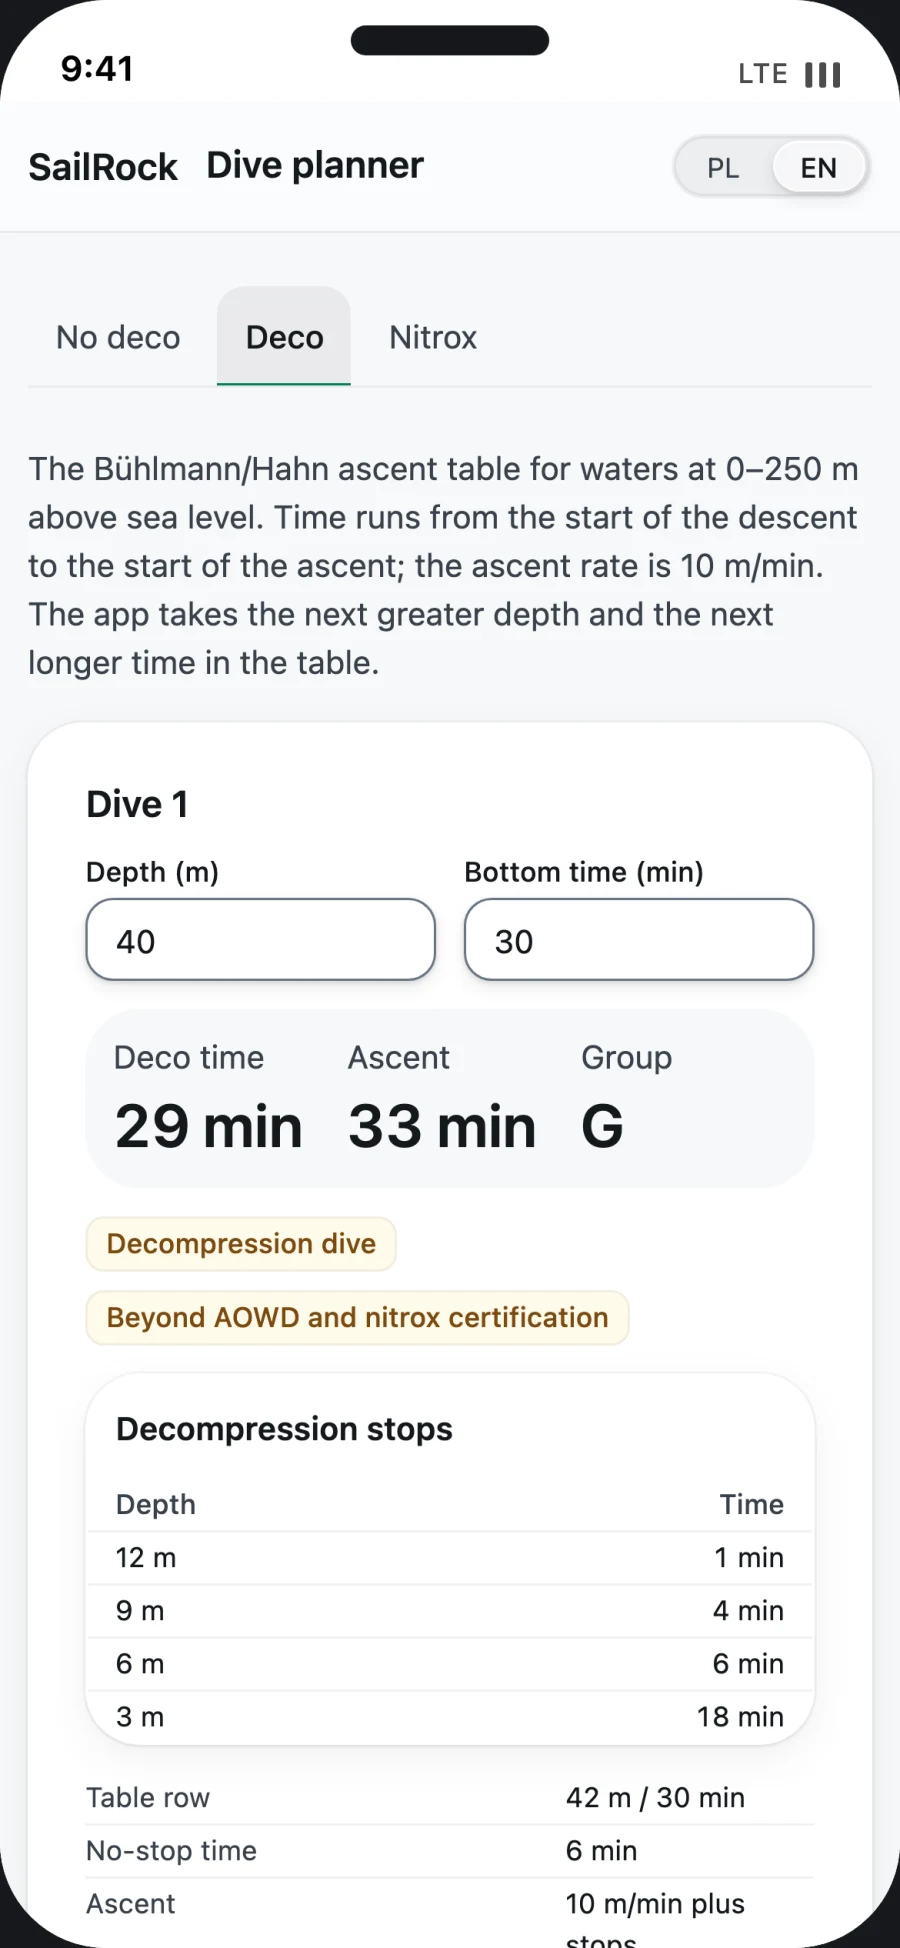 9:41
LTE
SailRock Dive planner
PL EN
No deco Deco Nitrox
The Bühlmann/Hahn ascent table for waters at 0–250 m
above sea level. Time runs from the start of the descent
to the start of the ascent; the ascent rate is 10 m/min.
The app takes the next greater depth and the next
longer time in the table.
Dive 1
Depth (m) Bottom time (min)
40 30
Deco time Ascent Group
29 min 33 min G
Decompression dive
Beyond AOWD and nitrox certification
Decompression stops
Depth Time
12 m 1 min
9 m 4 min
6 m 6 min
3 m 18 min
Table row 42 m / 30 min
No-stop time 6 min
Ascent 10 m/min plus
stops